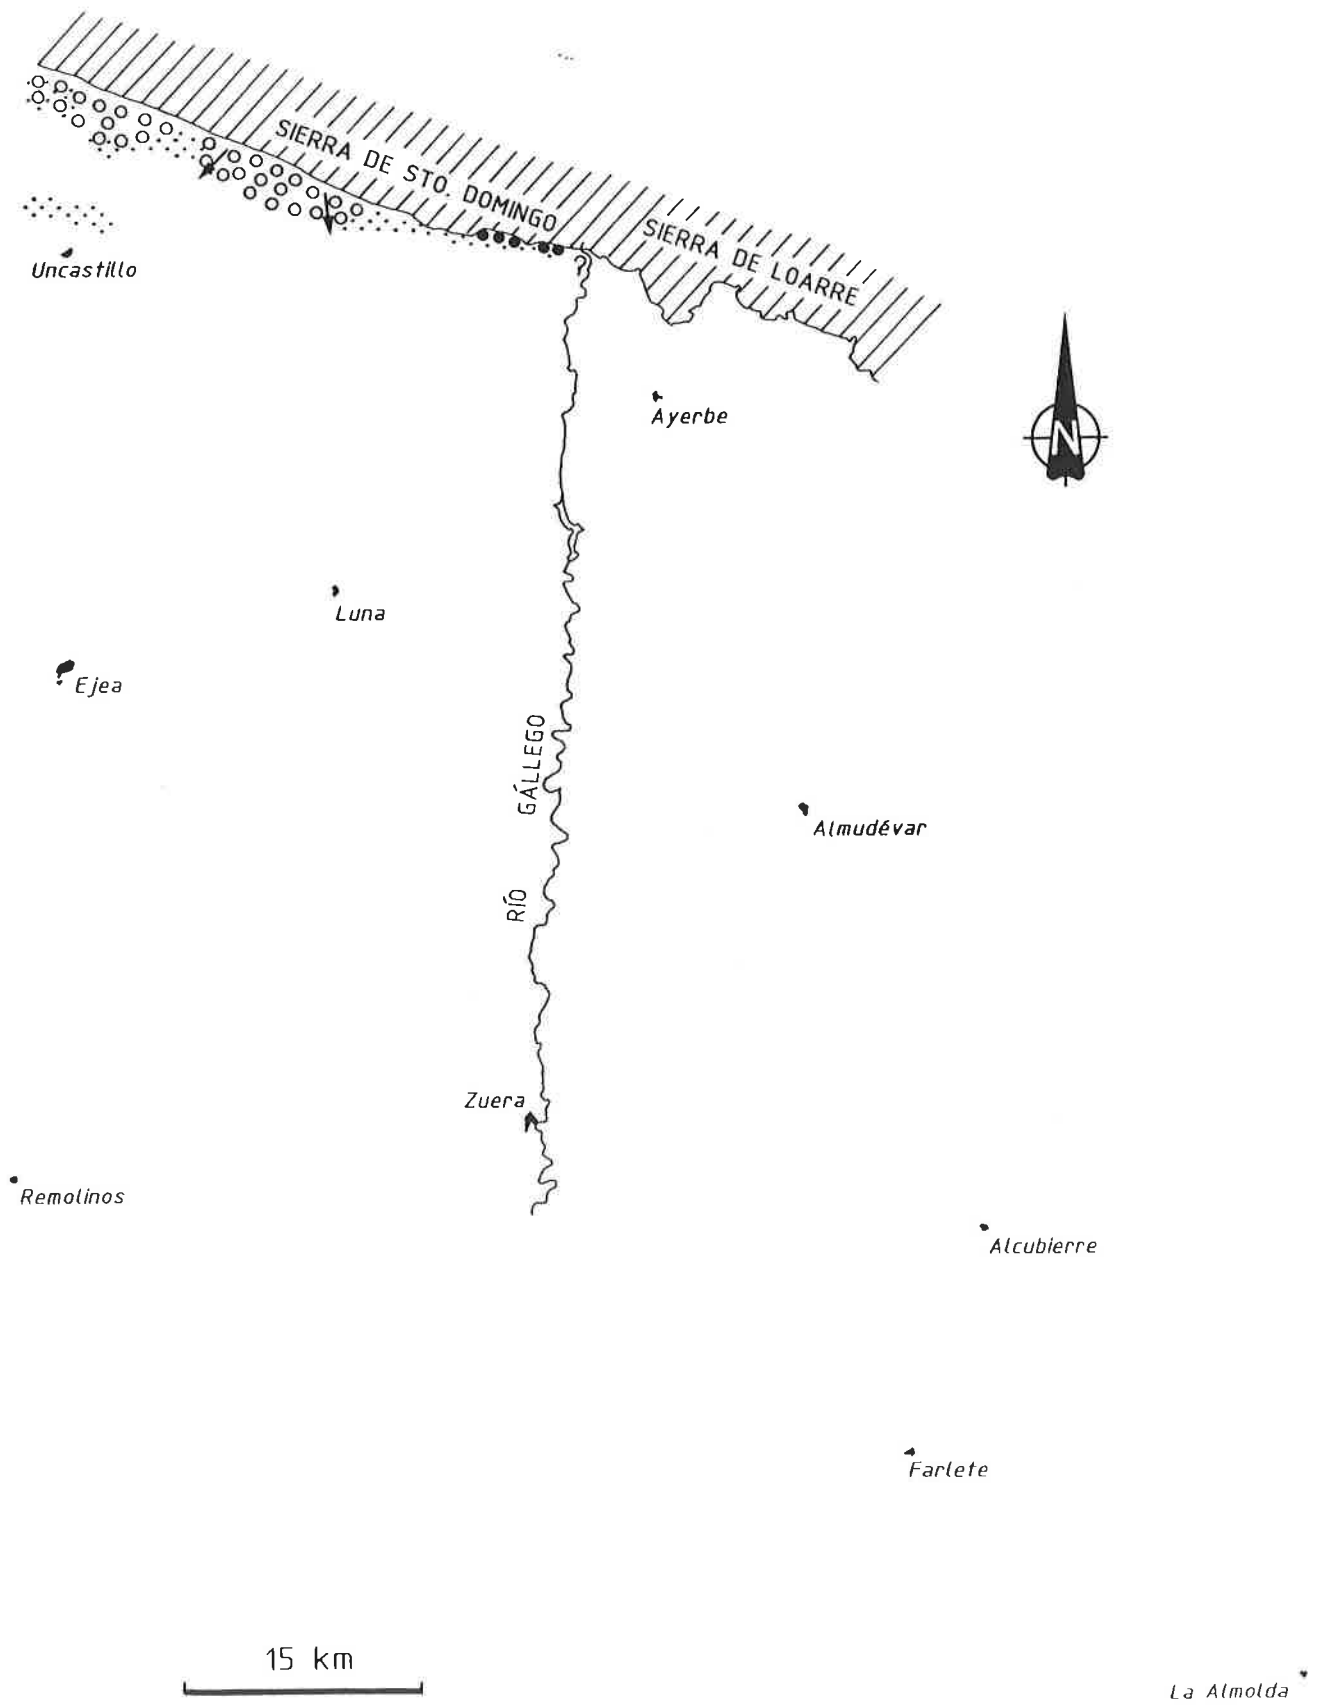 SIERRA DE STO. DOMINGO
SIERRA DE LOARRE
?
Uncastillo
Ayerbe
N
Luna
Ejea
RÍO GÁLLEGO
Almudévar
Zuera
Remolinos
Alcubierre
Farlete
15 km
La Almolda